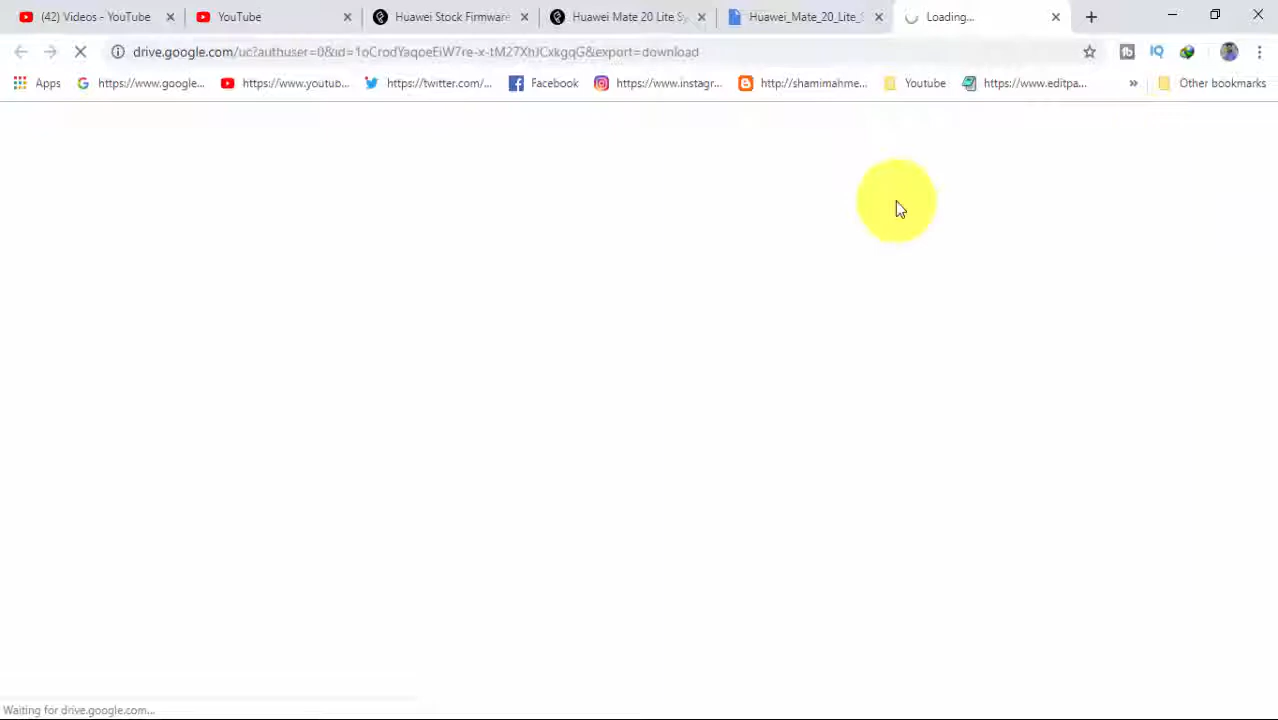 (42) Videos - YouTube
YouTube
Huawei Stock Firmware
Huawei Mate 20 Lite Sy
Huawei_Mate_20_Lite_S
Loading...
drive.google.com/uc?authuser=0&id=1oCrodYaqoeEiW7re-x-tM27XhJCxkgqG&export=download
Apps
https://www.google...
https://www.youtub...
https://twitter.com/...
Facebook
https://www.instagr...
http://shamimahme...
Youtube
https://www.editpa...
»
Other bookmarks
Waiting for drive.google.com...